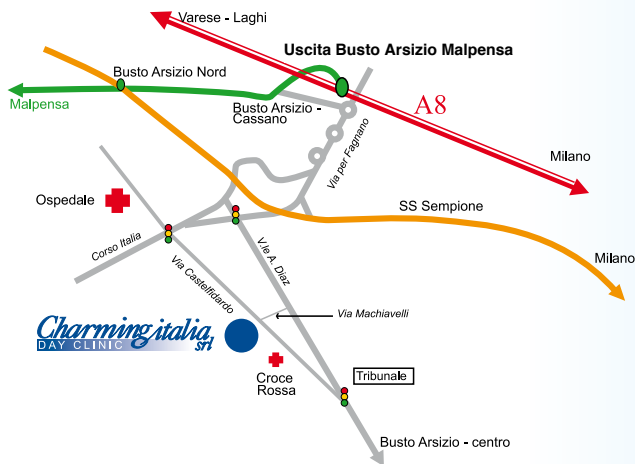 Varese - Laghi
Uscita Busto Arsizio Malpensa
Busto Arsizio Nord
Malpensa
Busto Arsizio -
Cassano
A8
Via per Fagnano
Milano
Ospedale
SS Sempione
Corso Italia
V.le A. Diaz
Milano
Via Castelfidardo
Via Machiavelli
Charmingitalia
srl
DAY CLINIC
Croce
Rossa
Tribunale
Busto Arsizio - centro